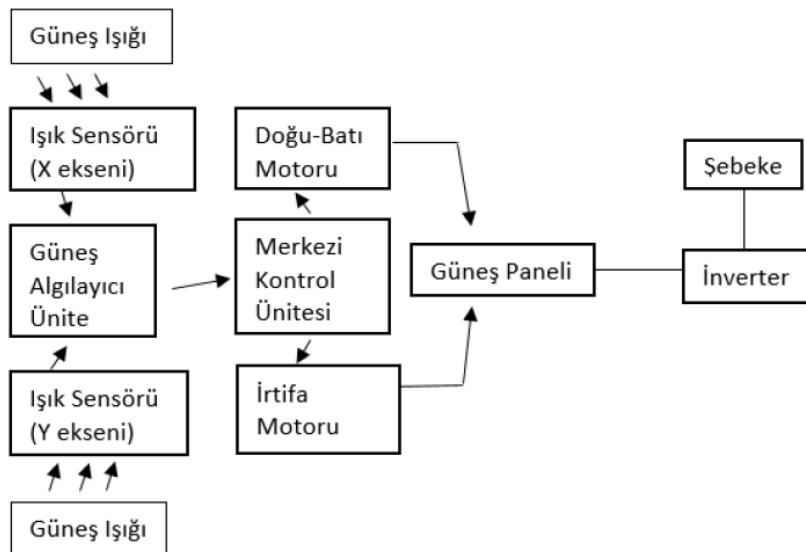 Güneş Işığı
Işık Sensörü
(X ekseni)
Güneş
Algılayıcı
Ünite
Işık Sensörü
(Y ekseni)
Güneş Işığı
Doğu-Batı
Motoru
Merkezi
Kontrol
Ünitesi
İrtifa
Motoru
Güneş Paneli
Şebeke
İnverter